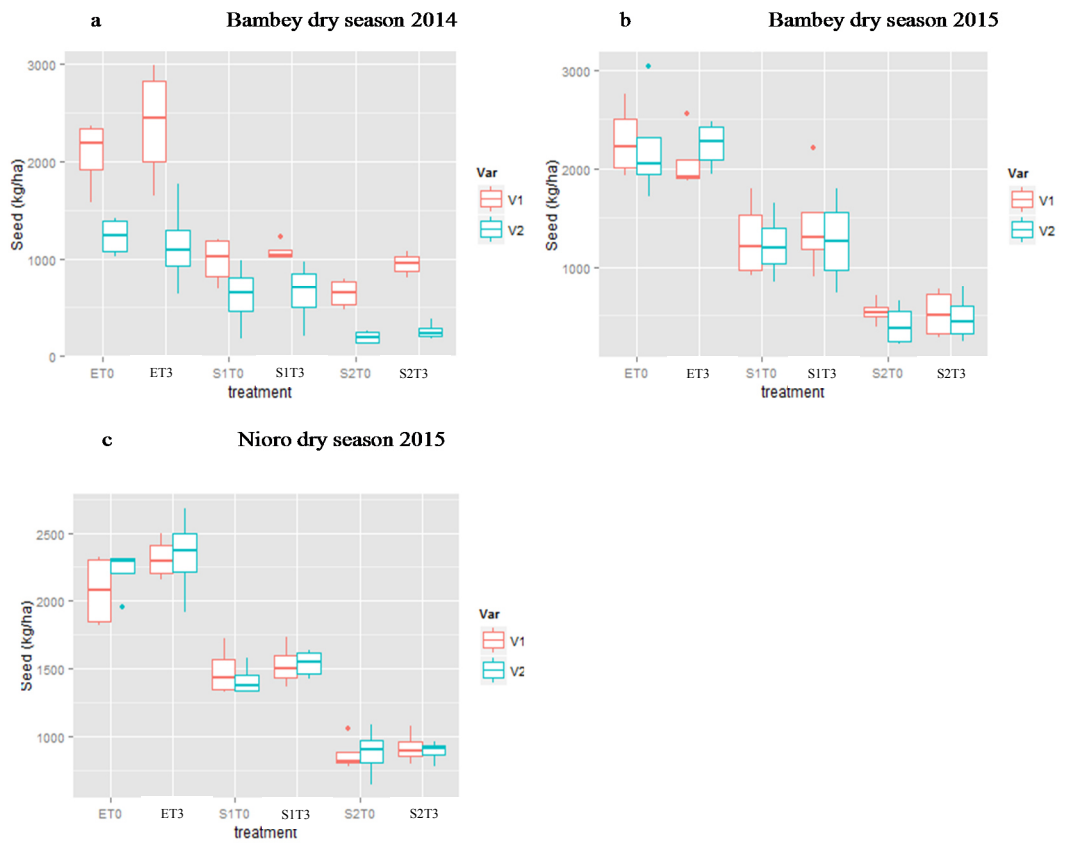 a Bambey dry season 2014
3000
2000
1000
0
Seed (kg/ha)
ET0 ET3 S1T0 S1T3 S2T0 S2T3
treatment
Var
V1
V2
b Bambey dry season 2015
3000
2000
1000
Seed (kg/ha)
ET0 ET3 S1T0 S1T3 S2T0 S2T3
treatment
Var
V1
V2
c Nioro dry season 2015
2500
2000
1500
1000
Seed (kg/ha)
ET0 ET3 S1T0 S1T3 S2T0 S2T3
treatment
Var
V1
V2